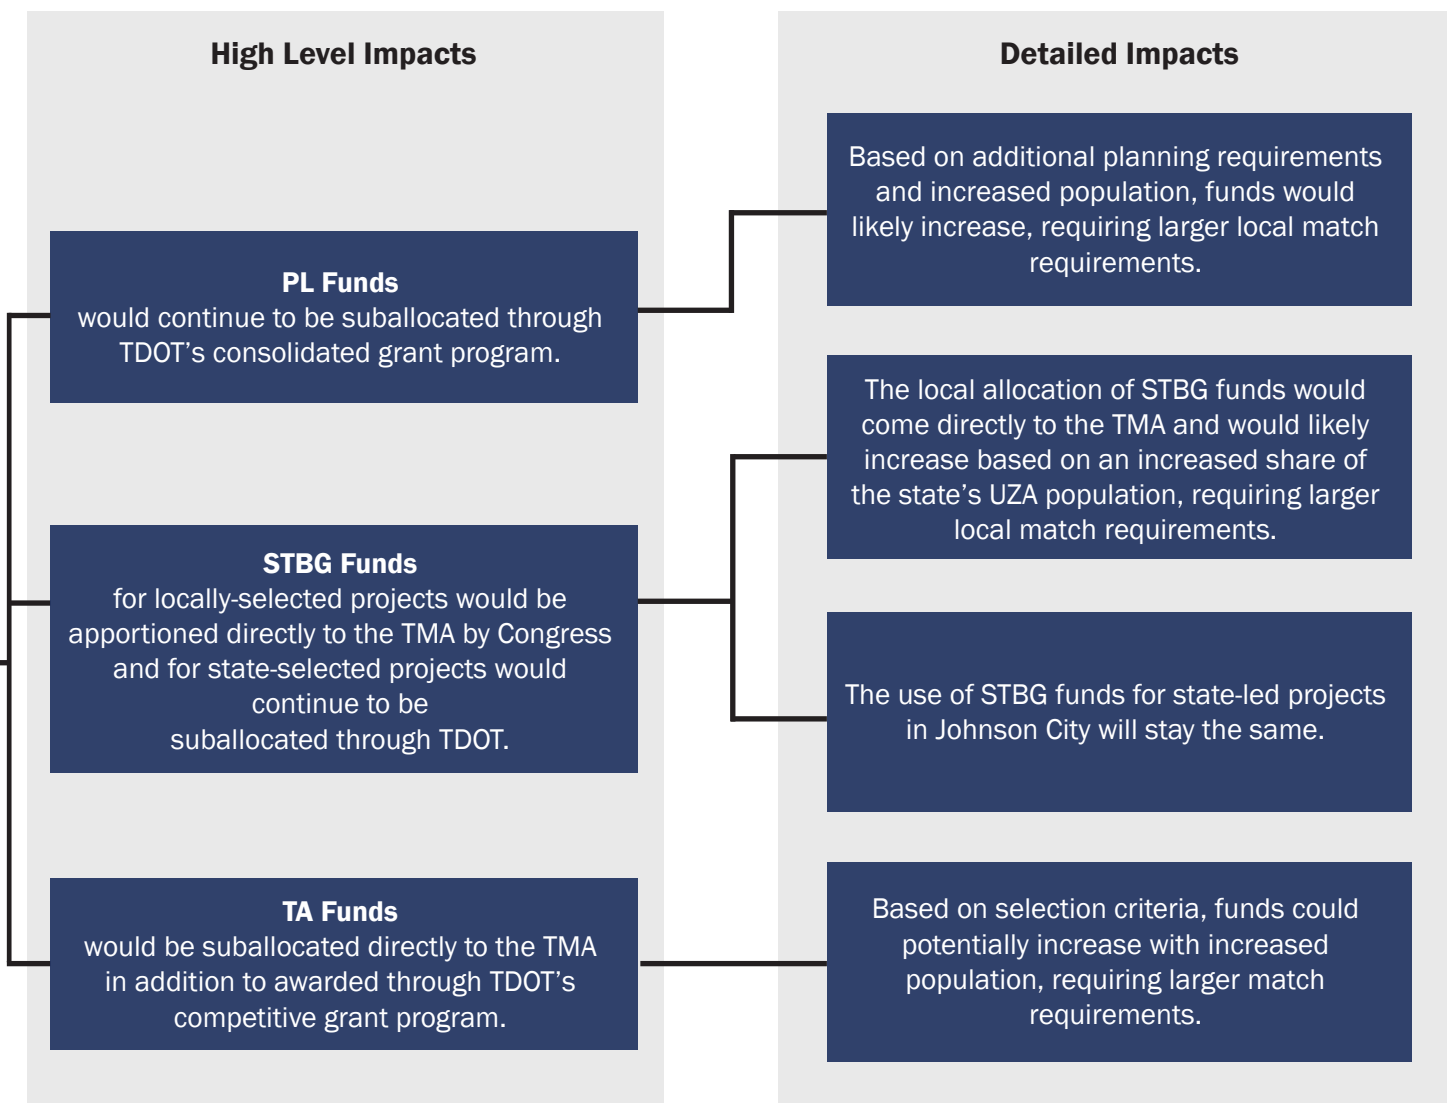 High Level Impacts
PL Funds
would continue to be suballocated through
TDOT's consolidated grant program.
STBG Funds
for locally-selected projects would be
apportioned directly to the TMA by Congress
and for state-selected projects would
continue to be
suballocated through TDOT.
TA Funds
would be suballocated directly to the TMA
in addition to awarded through TDOT's
competitive grant program.
Detailed Impacts
Based on additional planning requirements
and increased population, funds would
likely increase, requiring larger local match
requirements.
The local allocation of STBG funds would
come directly to the TMA and would likely
increase based on an increased share of
the state's UZA population, requiring larger
local match requirements.
The use of STBG funds for state-led projects
in Johnson City will stay the same.
Based on selection criteria, funds could
potentially increase with increased
population, requiring larger match
requirements.